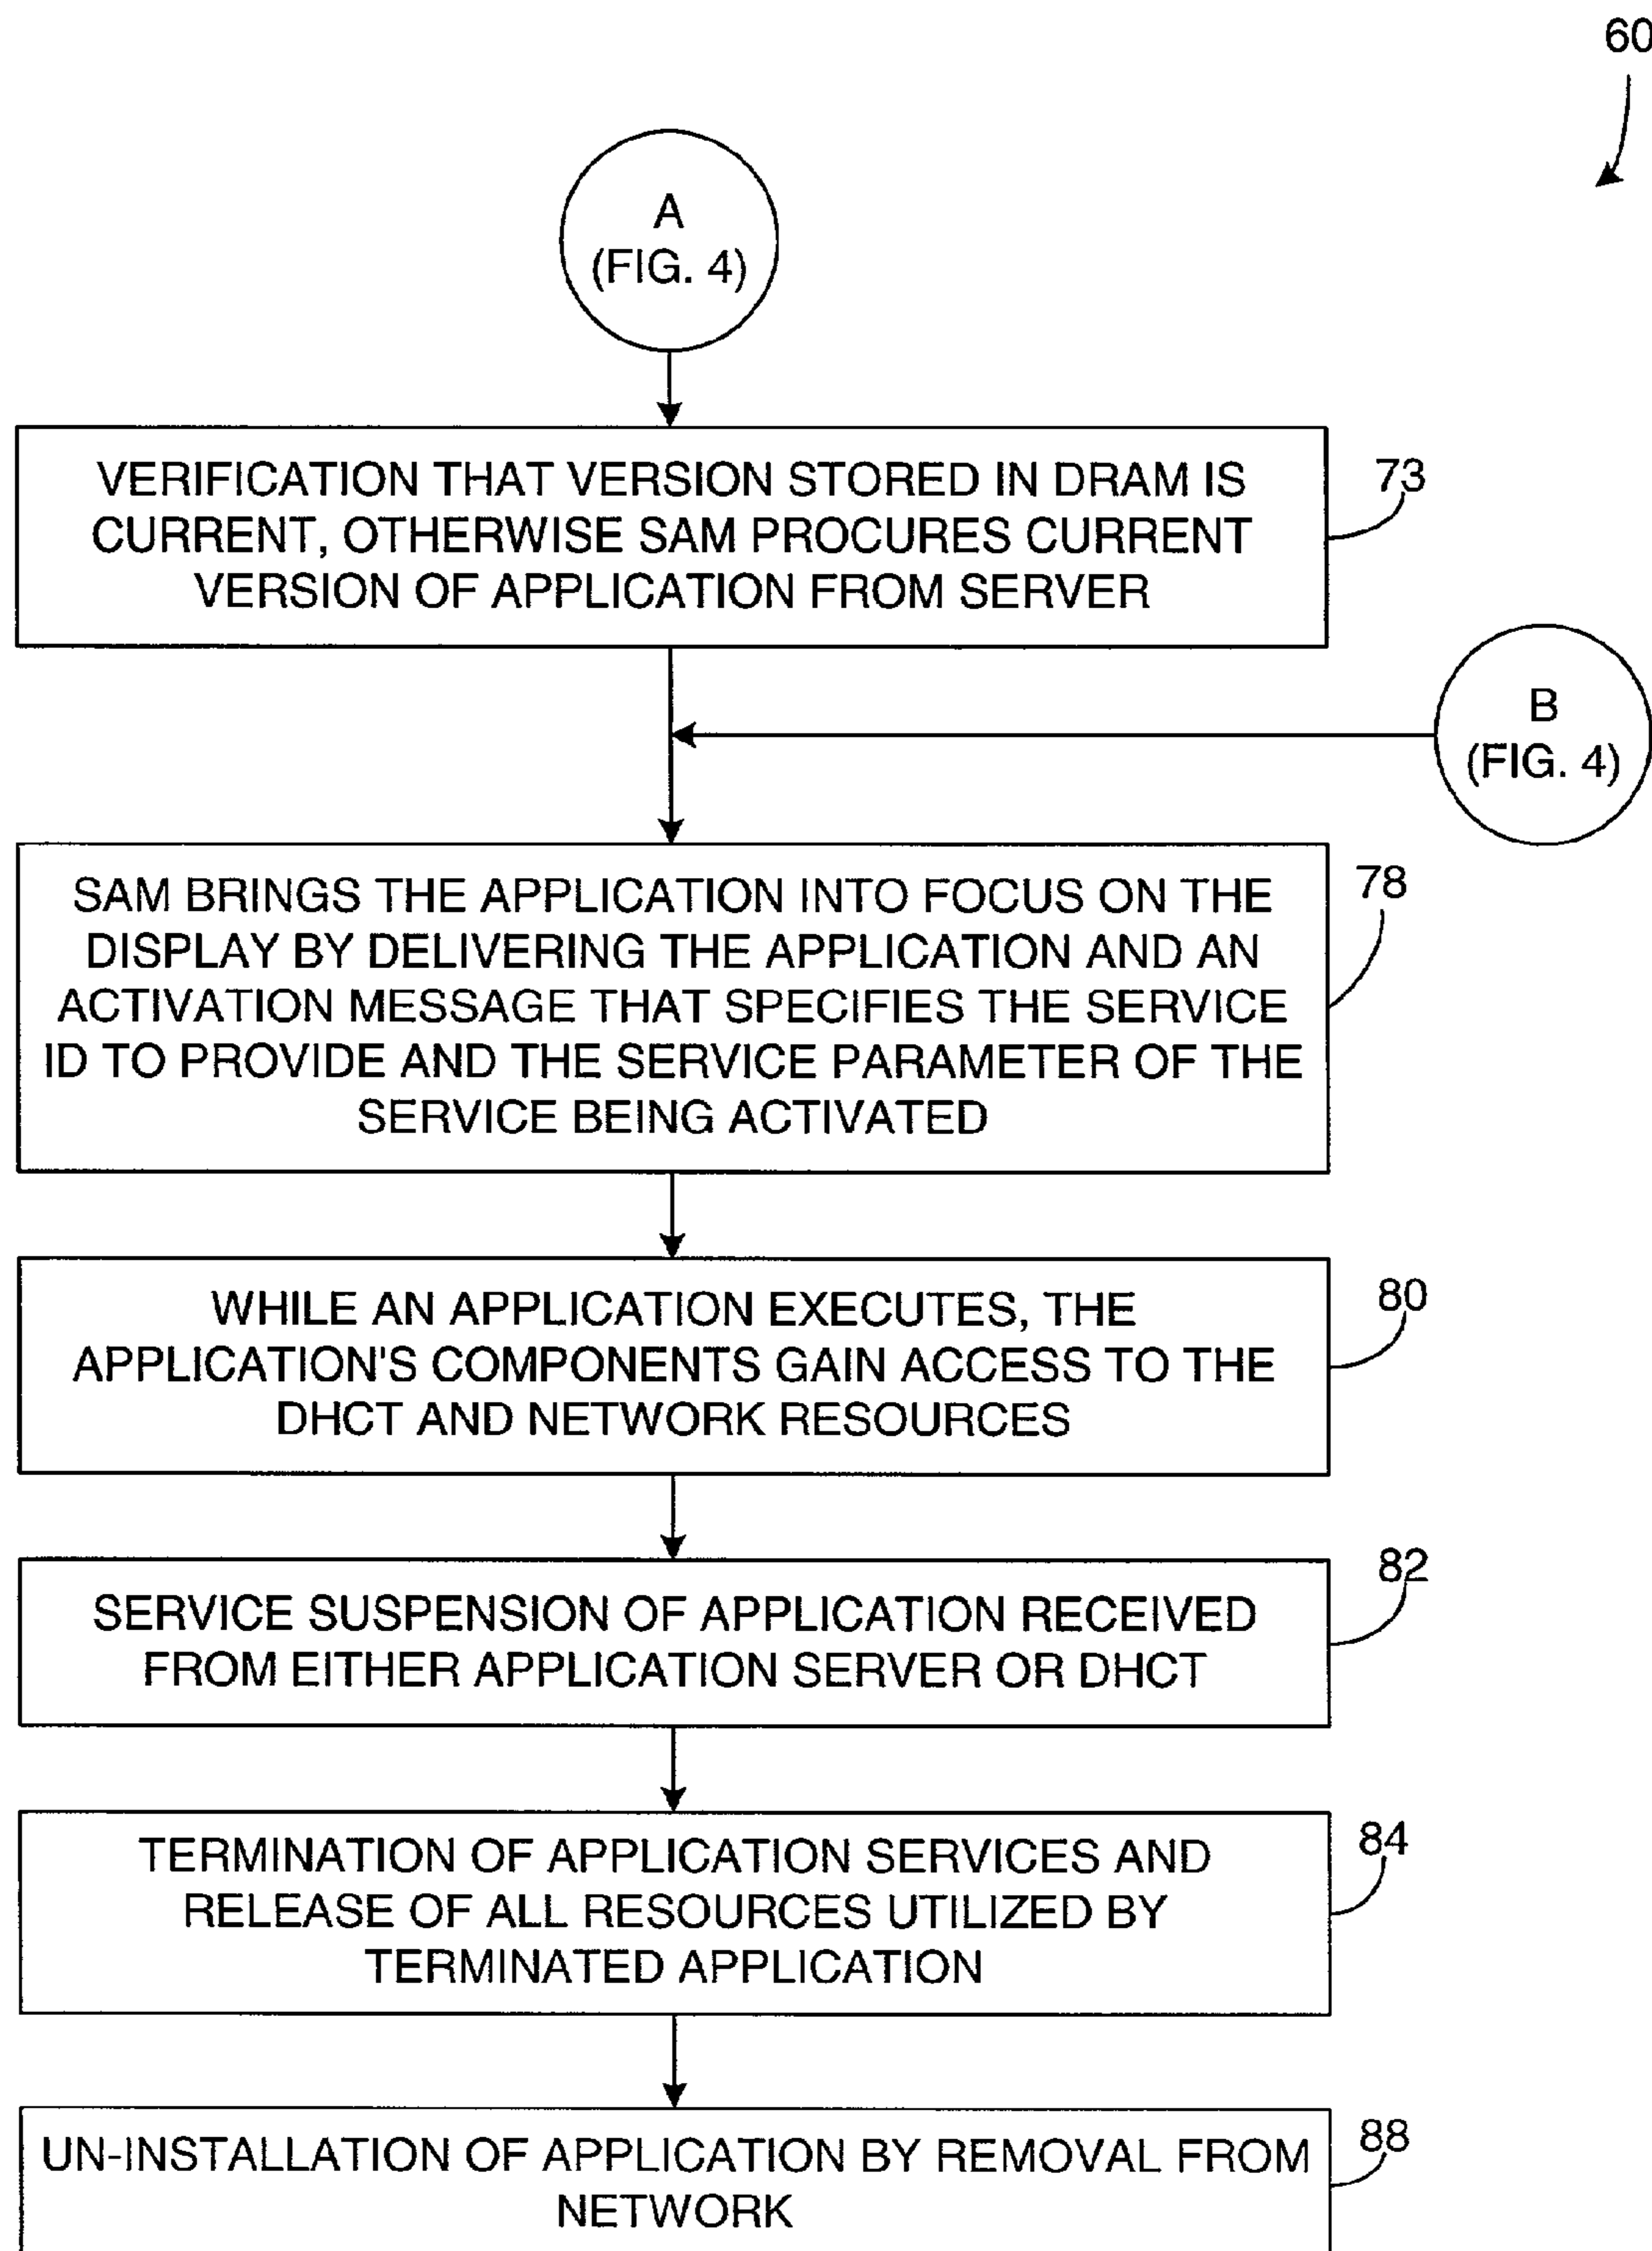 60
A
(FIG. 4)
VERIFICATION THAT VERSION STORED IN DRAM IS
CURRENT, OTHERWISE SAM PROCURES CURRENT
VERSION OF APPLICATION FROM SERVER
73
B
(FIG. 4)
SAM BRINGS THE APPLICATION INTO FOCUS ON THE
DISPLAY BY DELIVERING THE APPLICATION AND AN
ACTIVATION MESSAGE THAT SPECIFIES THE SERVICE
ID TO PROVIDE AND THE SERVICE PARAMETER OF THE
SERVICE BEING ACTIVATED
78
WHILE AN APPLICATION EXECUTES, THE
APPLICATION'S COMPONENTS GAIN ACCESS TO THE
DHCT AND NETWORK RESOURCES
80
SERVICE SUSPENSION OF APPLICATION RECEIVED
FROM EITHER APPLICATION SERVER OR DHCT
82
TERMINATION OF APPLICATION SERVICES AND
RELEASE OF ALL RESOURCES UTILIZED BY
TERMINATED APPLICATION
84
UN-INSTALLATION OF APPLICATION BY REMOVAL FROM
NETWORK
88